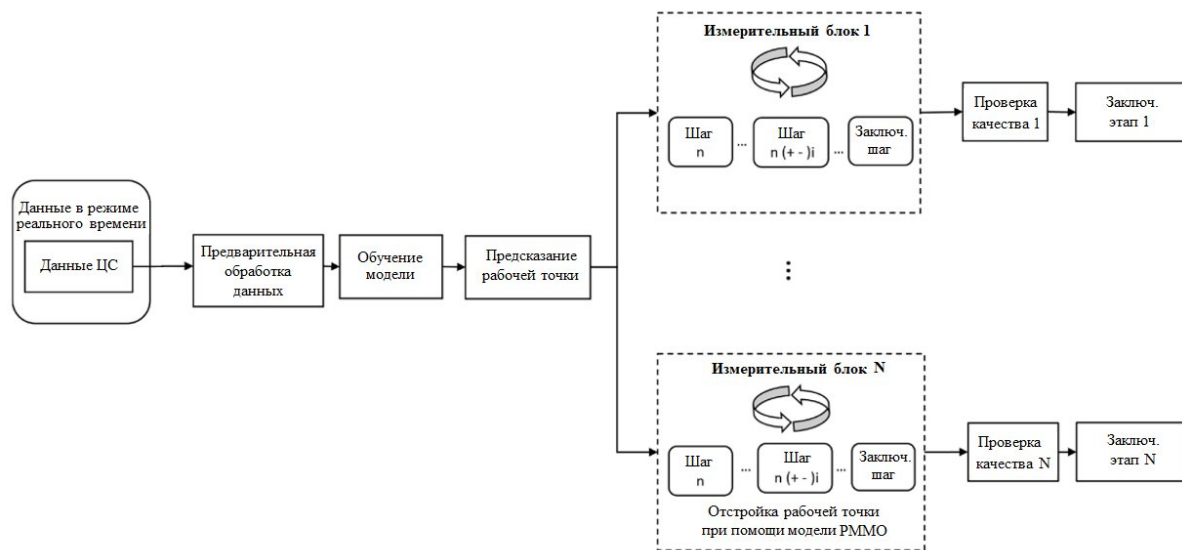 Измерительный блок 1
Шаг
n
...
Шаг
n (+ - )i
...
Заключ.
шаг
Проверка
качества 1
Заключ.
этап 1
Данные в режиме
реального времени
Данные ЦС
Предварительная
обработка
данных
Обучение
модели
Предсказание
рабочей точки
Измерительный блок N
Шаг
n
...
Шаг
n (+ - )i
...
Заключ.
шаг
Отстройка рабочей точки
при помощи модели РММО
Проверка
качества N
Заключ.
этап N